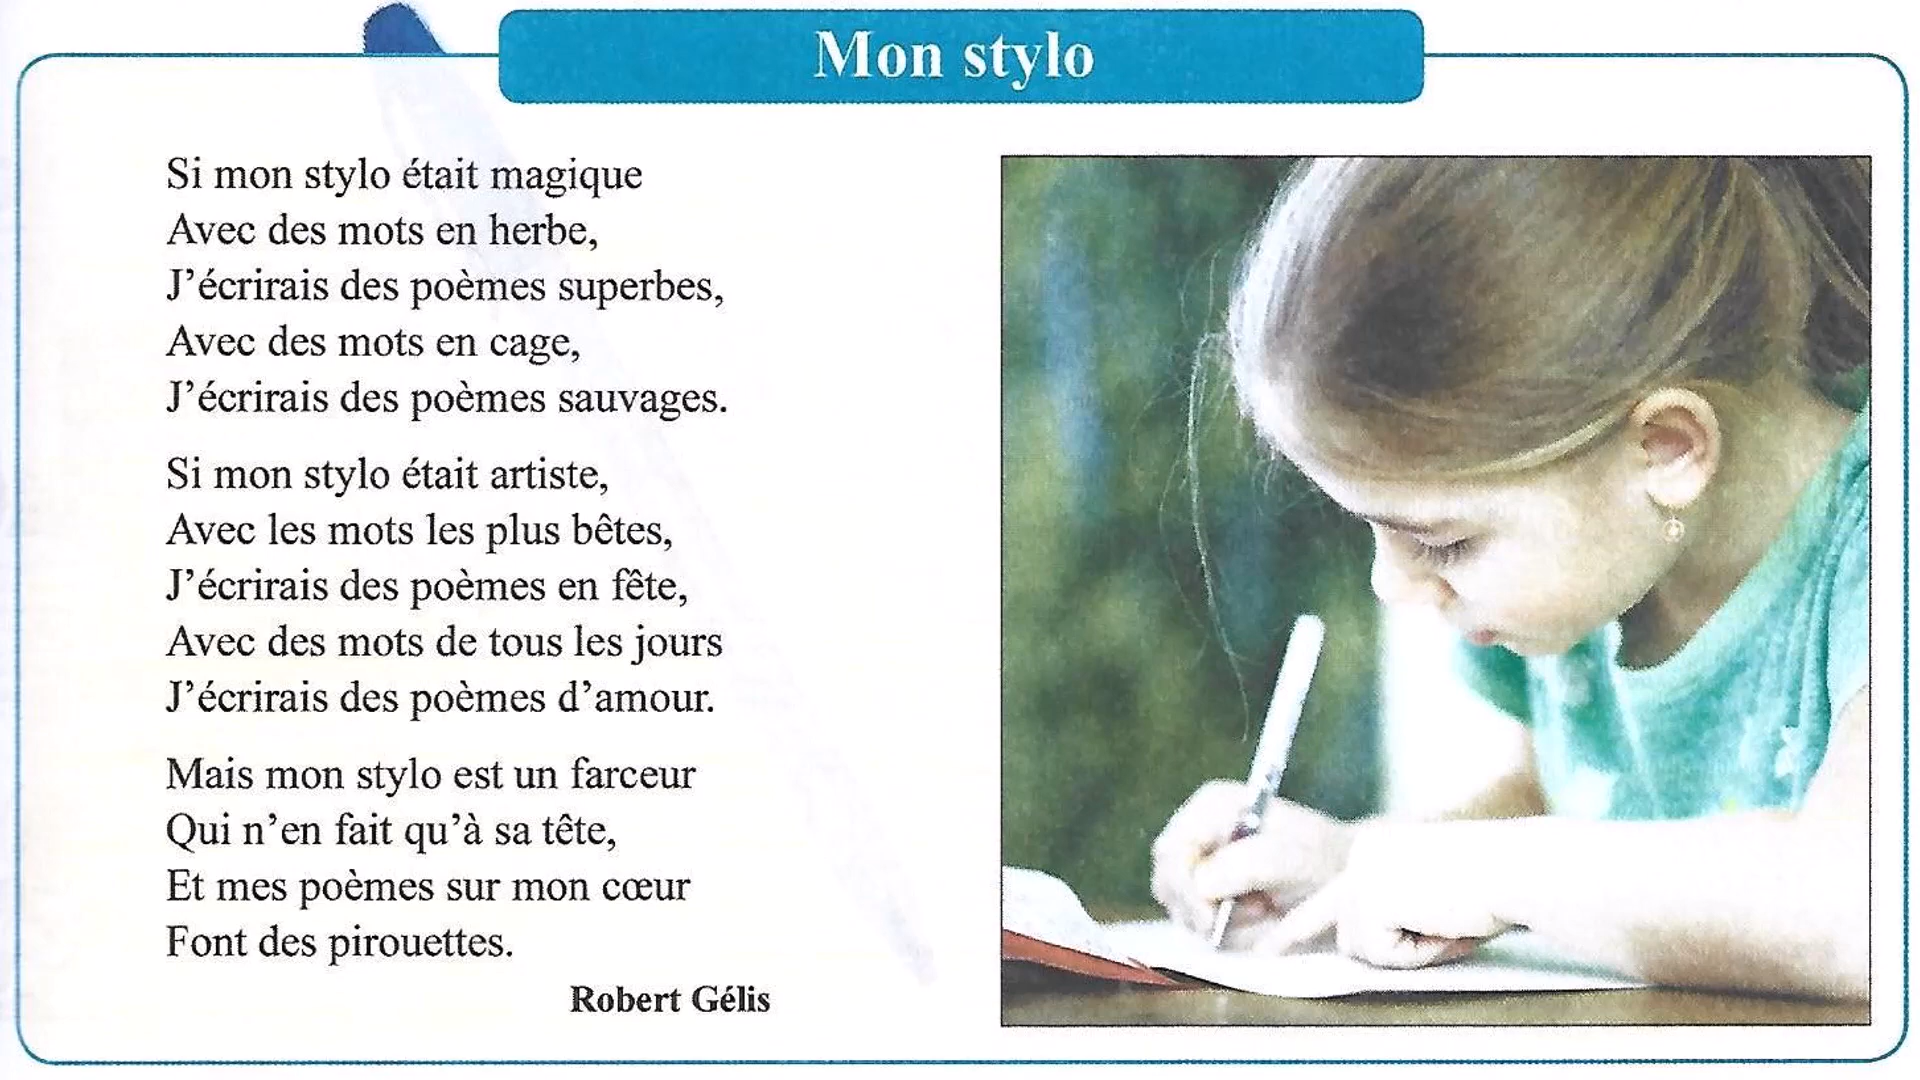 Mon stylo
Si mon stylo était magique
Avec des mots en herbe,
J'écrirais des poèmes superbes,
Avec des mots en cage,
J'écrirais des poèmes sauvages.
Si mon stylo était artiste,
Avec les mots les plus bêtes,
J'écrirais des poèmes en fête,
Avec des mots de tous les jours
J'écrirais des poèmes d'amour.
Mais mon stylo est un farceur
Qui n'en fait qu'à sa tête,
Et mes poèmes sur mon cœur
Font des pirouettes.
Robert Gélis